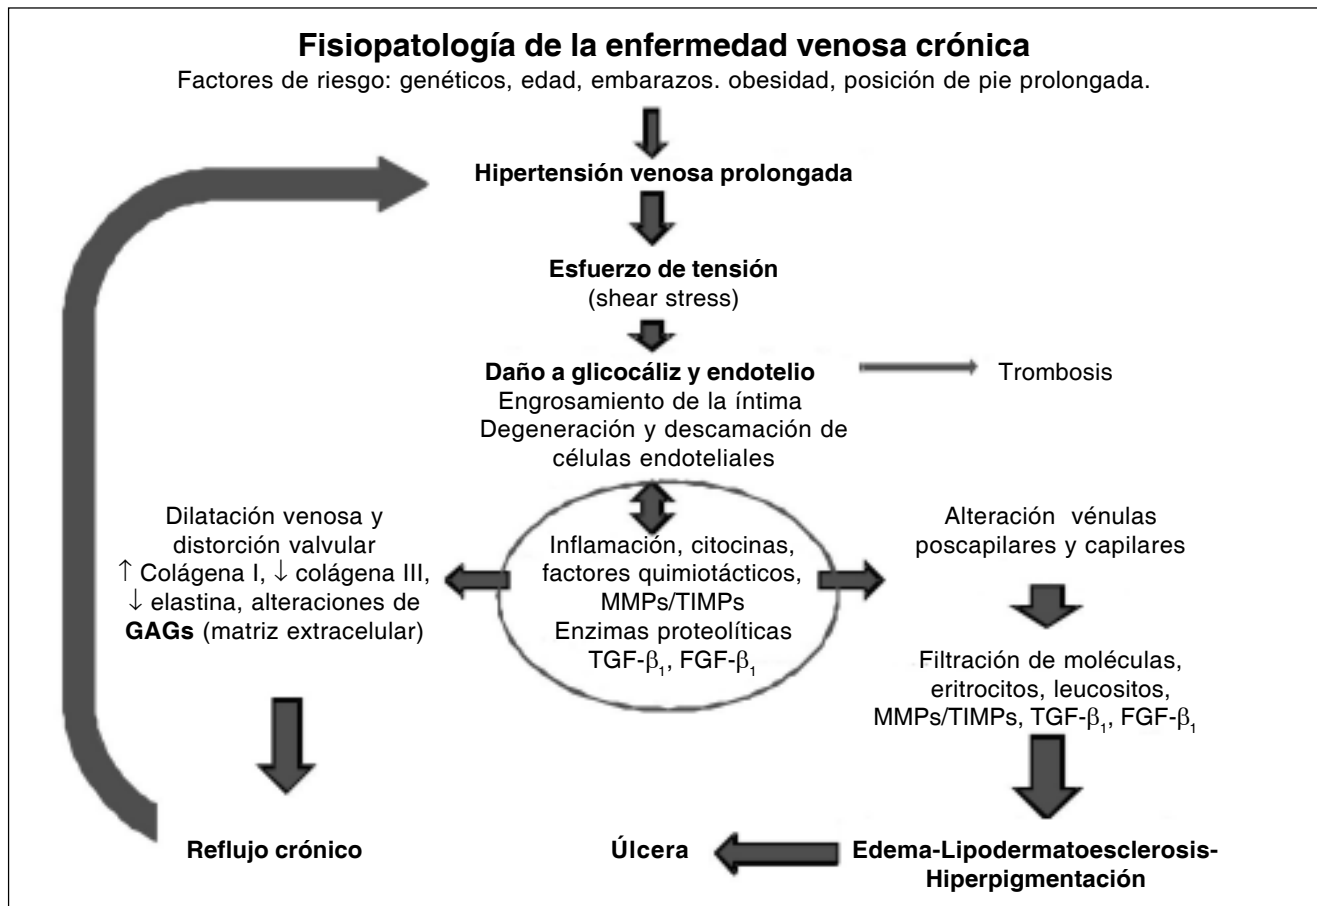 Fisiopatología de la enfermedad venosa crónica
Factores de riesgo: genéticos, edad, embarazos. obesidad, posición de pie prolongada.
Hipertensión venosa prolongada
Esfuerzo de tensión
(shear stress)
Daño a glicocáliz y endotelio
Engrosamiento de la íntima
Degeneración y descamación de
células endoteliales
Trombosis
Dilatación venosa y
distorción valvular
↑ Colágena I, ↓ colágena III,
↓ elastina, alteraciones de
GAGs (matriz extracelular)
Inflamación, citocinas,
factores quimiotácticos,
MMPs/TIMPs
Enzimas proteolíticas
TGF-β₁, FGF-β₁
Alteración vénulas
poscapilares y capilares
Filtración de moléculas,
eritrocitos, leucositos,
MMPs/TIMPs, TGF-β₁, FGF-β₁
Reflujo crónico
Úlcera
Edema-Lipodermatoesclerosis-
Hiperpigmentación